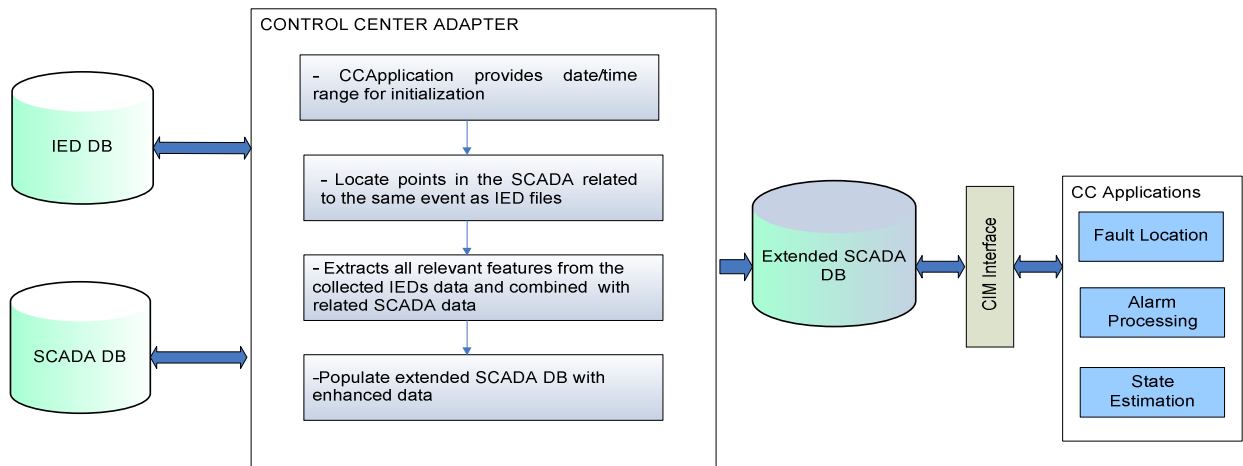 CONTROL CENTER ADAPTER
IED DB
SCADA DB
- CCApplication provides date/time
range for initialization
- Locate points in the SCADA related
to the same event as IED files
- Extracts all relevant features from the
collected IEDs data and combined with
related SCADA data
-Populate extended SCADA DB with
enhanced data
Extended SCADA
DB
CIM Interface
CC Applications
Fault Location
Alarm
Processing
State
Estimation